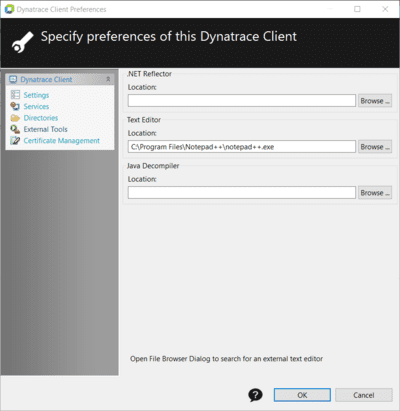 Dynatrace Client Preferences
Specify preferences of this Dynatrace Client
Dynatrace Client
Settings
Services
Directories
External Tools
Certificate Management
.NET Reflector
Location:
Browse ...
Text Editor
Location:
C:\Program Files\Notepad++\notepad++.exe
Browse ...
Java Decompiler
Location:
Browse ...
Open File Browser Dialog to search for an external text editor
?
OK
Cancel